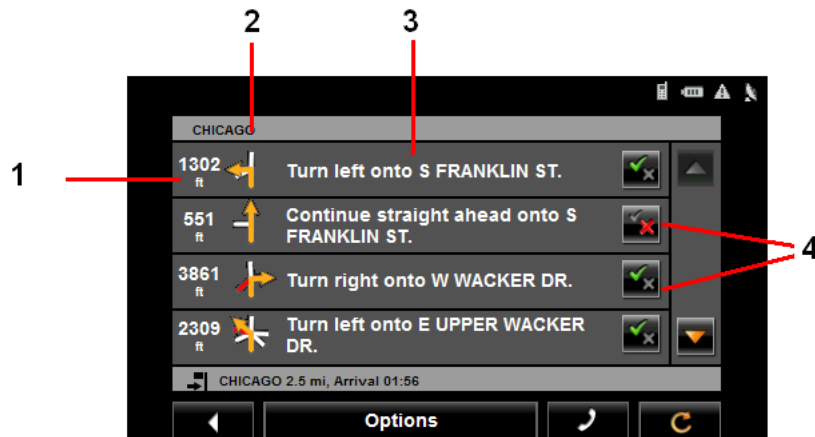 2 3
CHICAGO
1
1302 ft Turn left onto S FRANKLIN ST.
551 ft Continue straight ahead onto S
FRANKLIN ST.
4
3861 ft Turn right onto W WACKER DR.
2309 ft Turn left onto E UPPER WACKER
DR.
CHICAGO 2.5 mi, Arrival 01:56
Options